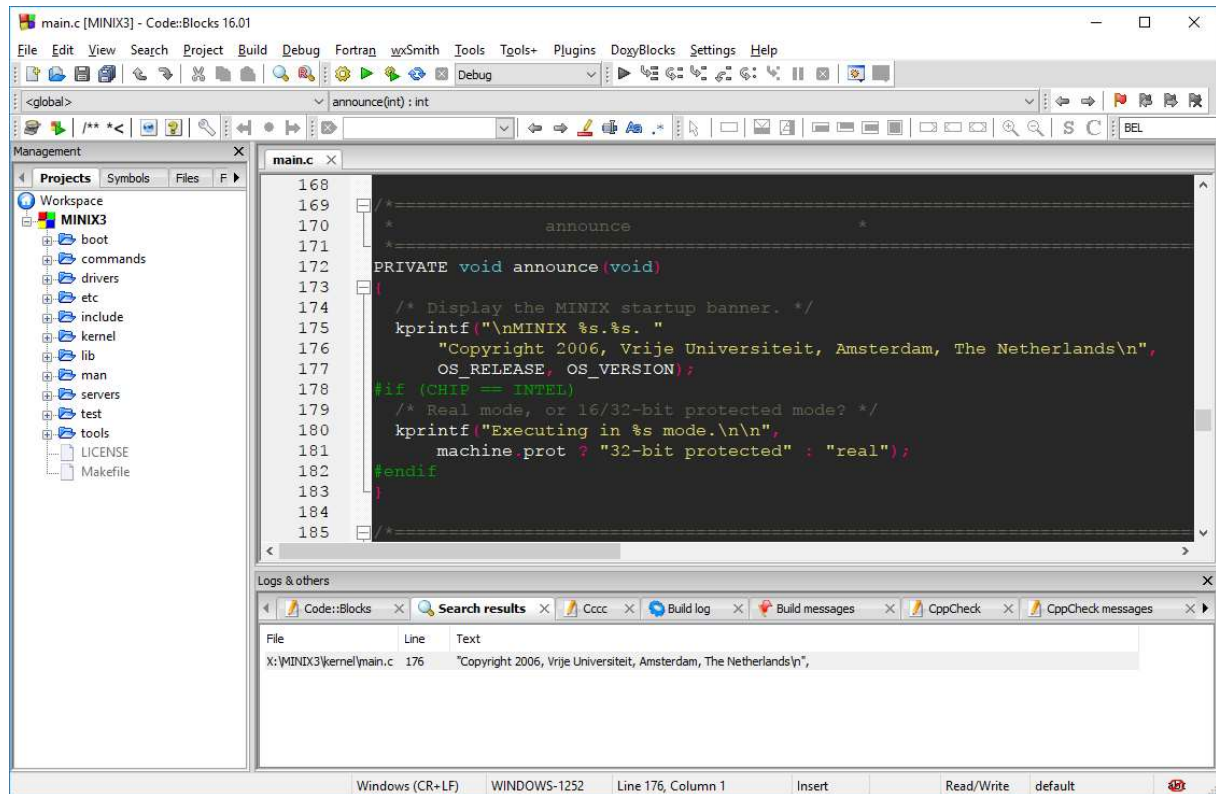 main.c [MINIX3] - Code::Blocks 16.01
File Edit View Search Project Build Debug Fortran wxSmith Tools Tools+ Plugins DoxyBlocks Settings Help
Debug
<global> announce(int) : int
/** *< S C BEL
Management
Projects Symbols Files F
Workspace
MINIX3
boot
commands
drivers
etc
include
kernel
lib
man
servers
test
tools
LICENSE
Makefile
main.c
168
169 /*===========================================================================
170 * announce *
171 *===========================================================================
172 PRIVATE void announce(void)
173 {
174 /* Display the MINIX startup banner. */
175 kprintf("\nMINIX %s.%s. "
176 "Copyright 2006, Vrije Universiteit, Amsterdam, The Netherlands\n",
177 OS_RELEASE, OS_VERSION);
178 #if (CHIP == INTEL)
179 /* Real mode, or 16/32-bit protected mode? */
180 kprintf("Executing in %s mode.\n\n",
181 machine.prot ? "32-bit protected" : "real");
182 #endif
183 }
184
185 /*===========================================================================
Logs & others
Code::Blocks Search results Cccc Build log Build messages CppCheck CppCheck messages
File Line Text
X:\MINIX3\kernel\main.c 176 "Copyright 2006, Vrije Universiteit, Amsterdam, The Netherlands\n",
Windows (CR+LF) WINDOWS-1252 Line 176, Column 1 Insert Read/Write default